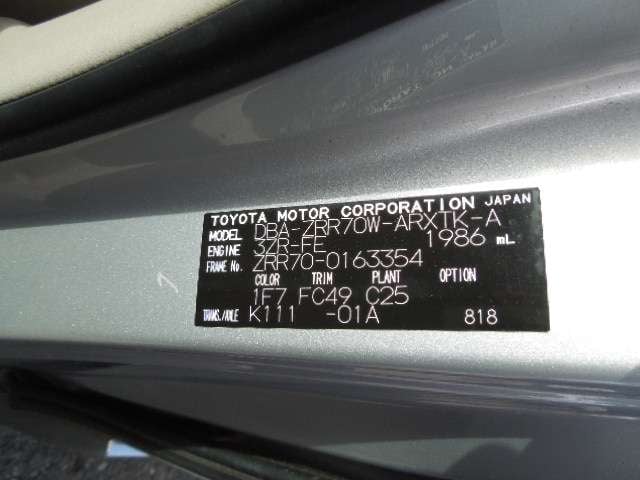 TOYOTA MOTOR CORPORATION JAPAN
MODEL DBA-ZRR70W-ARXTK-A
ENGINE 3ZR-FE 1986 mL
FRAME No. ZRR70-0163354
COLOR TRIM PLANT OPTION
1F7 FC49 C25
TRANS./AXLE K111 -01A 818